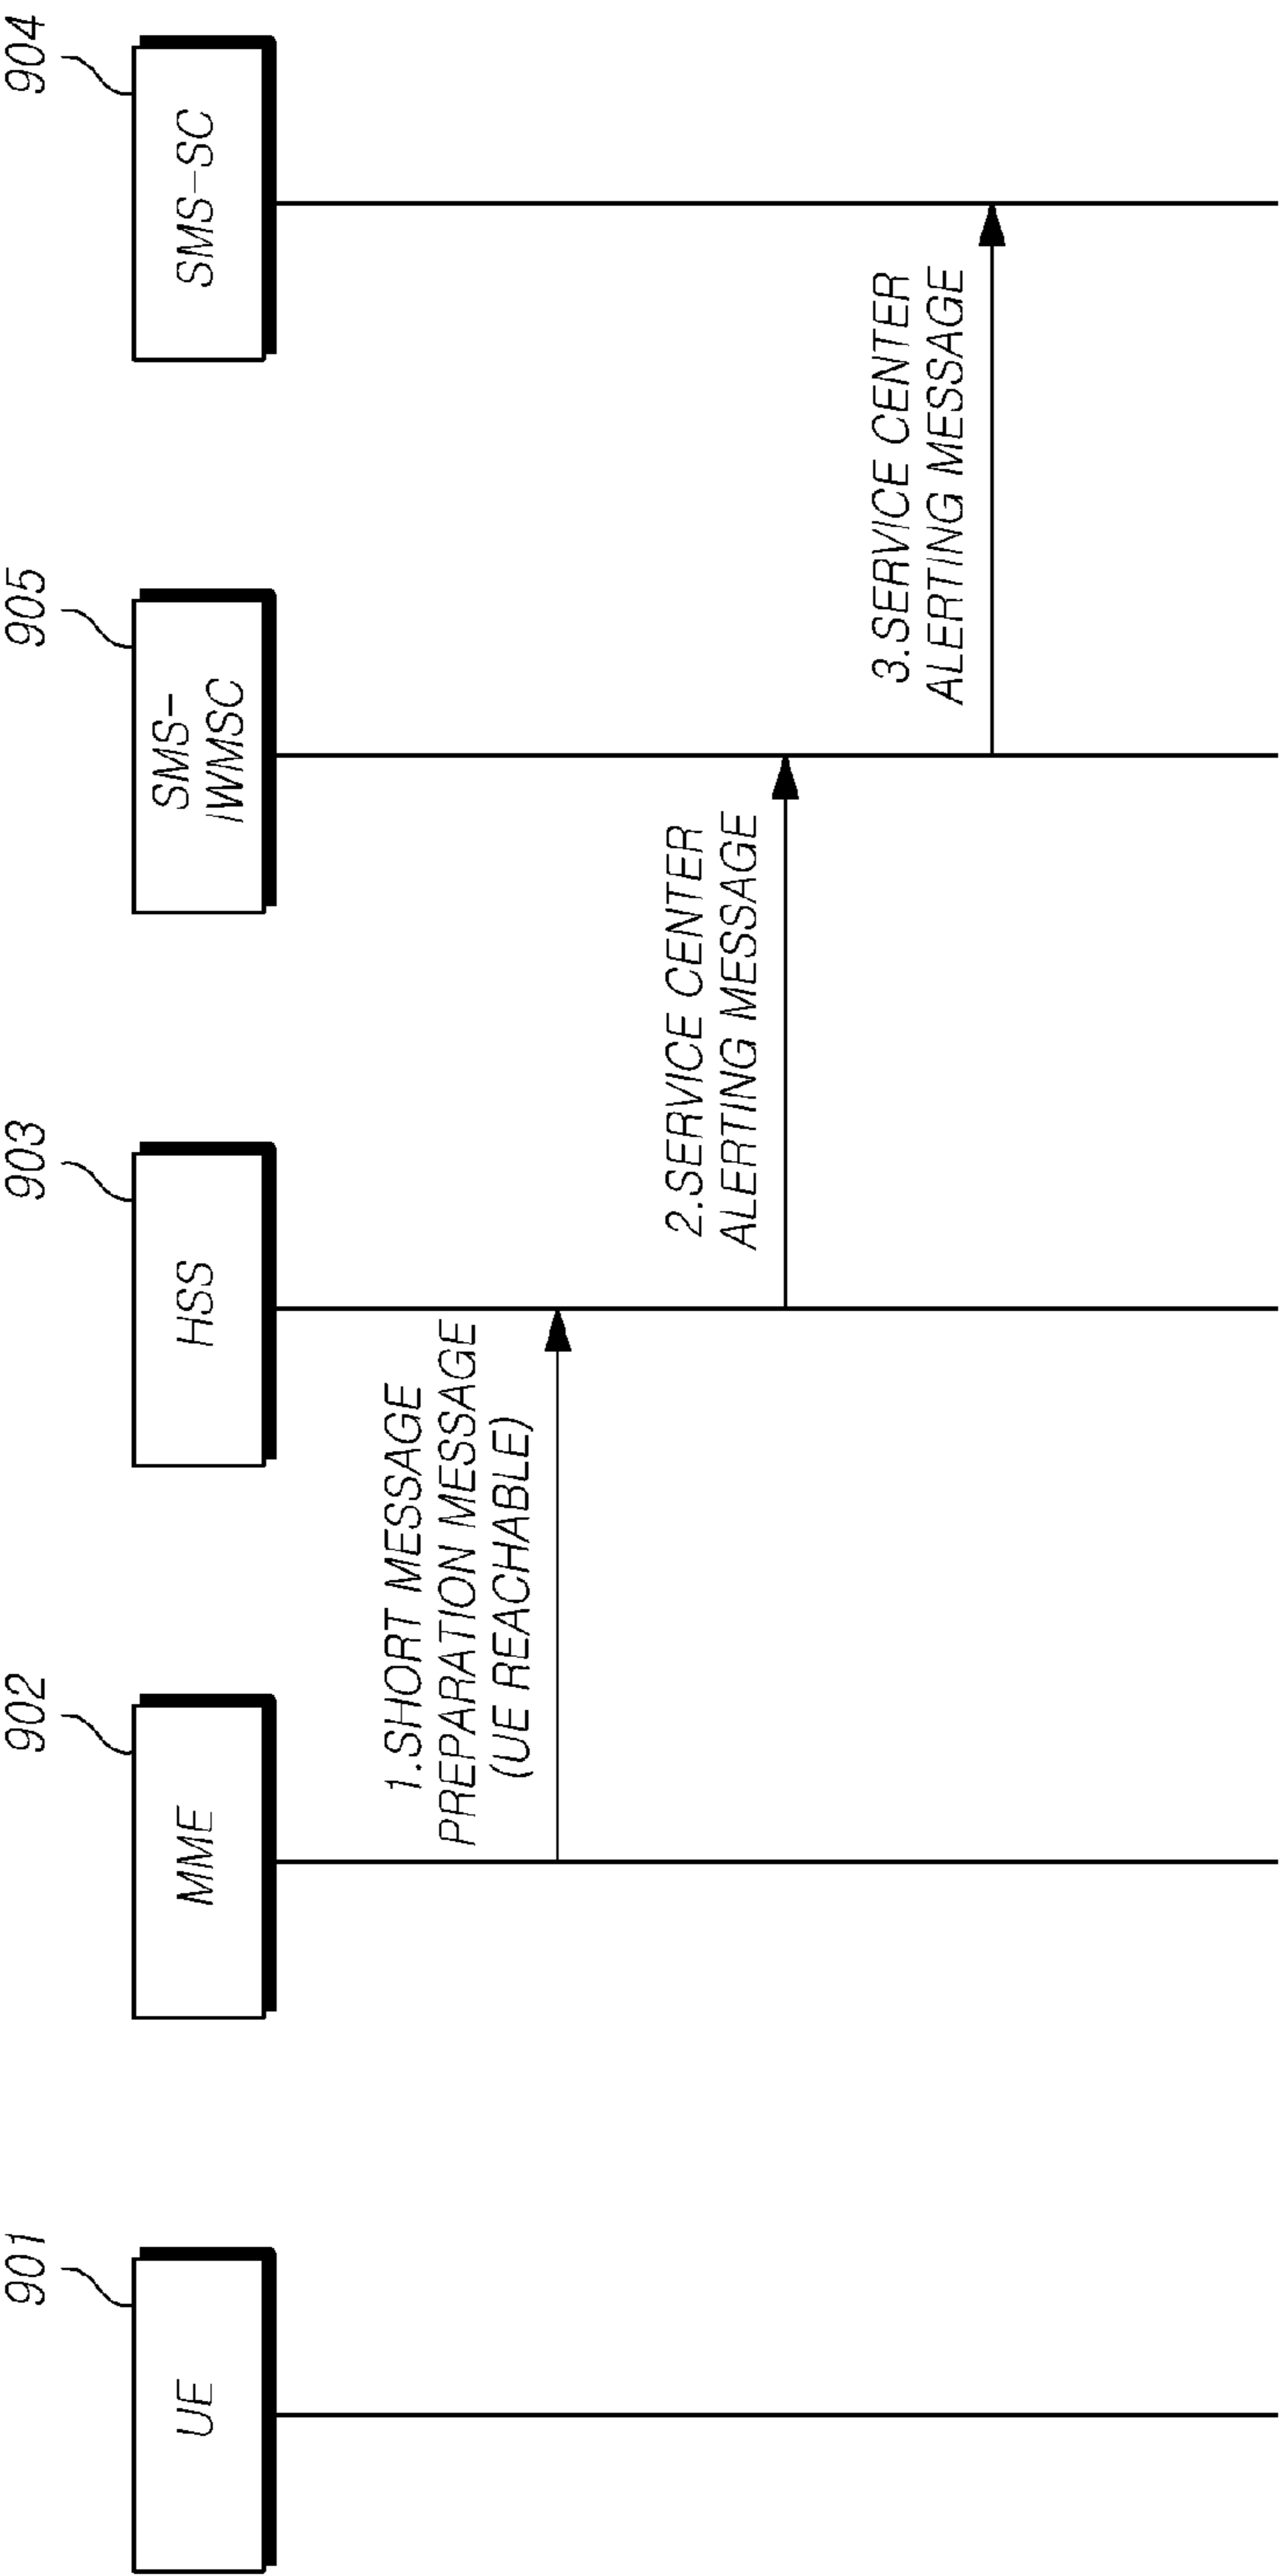 901
902
903
905
904
UE
MME
HSS
SMS-
IWMSC
SMS-SC
1.SHORT MESSAGE
PREPARATION MESSAGE
(UE REACHABLE)
2.SERVICE CENTER
ALERTING MESSAGE
3.SERVICE CENTER
ALERTING MESSAGE